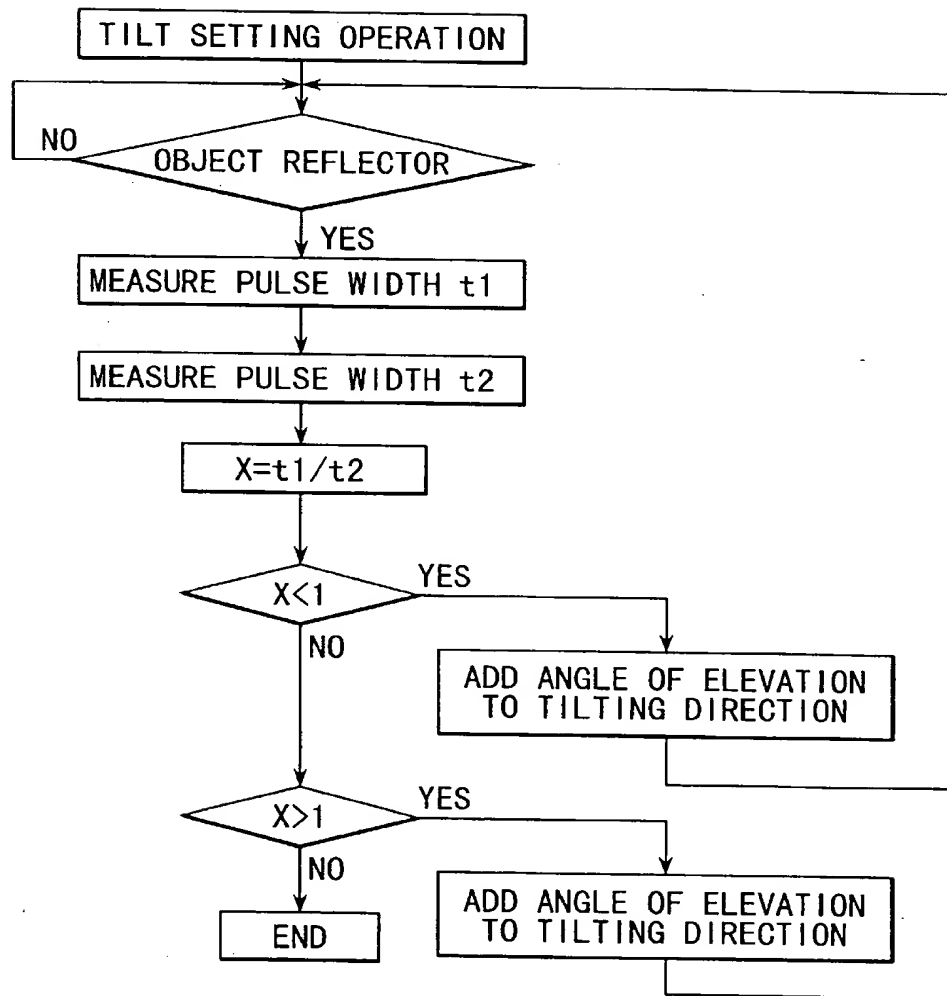 TILT SETTING OPERATION
NO
OBJECT REFLECTOR
YES
MEASURE PULSE WIDTH t1
MEASURE PULSE WIDTH t2
X=t1/t2
X<1
YES
NO
ADD ANGLE OF ELEVATION
TO TILTING DIRECTION
X>1
YES
NO
ADD ANGLE OF ELEVATION
TO TILTING DIRECTION
END